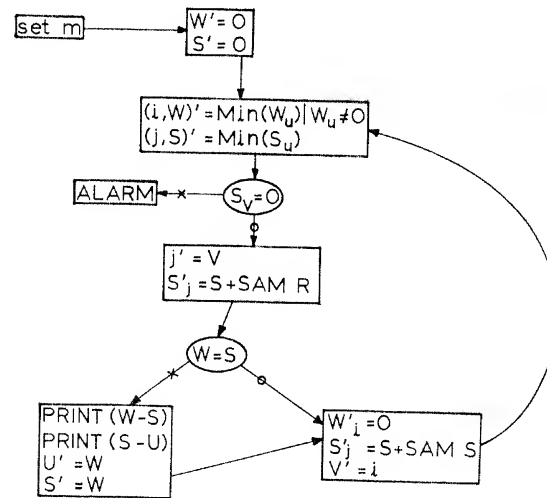 set m
W' = O
S' = O
(i,W)' = Min(W_u)|W_u ≠ O
(j,S)' = Min(S_u)
S_V = O
ALARM
x
o
j' = V
S'_j = S+SAM R
W = S
x
o
PRINT (W-S)
PRINT (S-U)
U' = W
S' = W
W'_i = O
S'_j = S+SAM S
V' = i